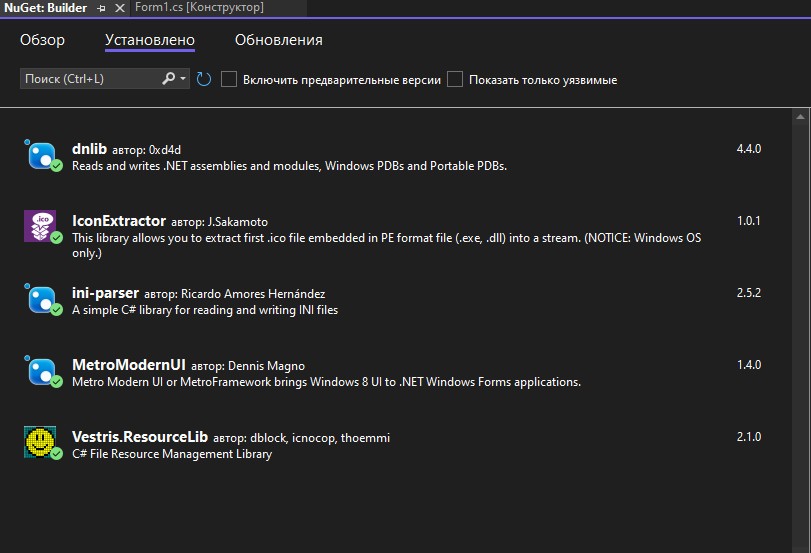 NuGet: Builder Form1.cs [Конструктор]
Обзор Установлено Обновления
Поиск (Ctrl+L) Включить предварительные версии Показать только уязвимые
dnlib автор: 0xd4d 4.4.0
Reads and writes .NET assemblies and modules, Windows PDBs and Portable PDBs.
.ico
IconExtractor автор: J.Sakamoto 1.0.1
This library allows you to extract first .ico file embedded in PE format file (.exe, .dll) into a stream. (NOTICE: Windows OS
only.)
ini-parser автор: Ricardo Amores Hernández 2.5.2
A simple C# library for reading and writing INI files
MetroModernUI автор: Dennis Magno 1.4.0
Metro Modern UI or MetroFramework brings Windows 8 UI to .NET Windows Forms applications.
Vestris.ResourceLib автор: dblock, icnocop, thoemmi 2.1.0
C# File Resource Management Library